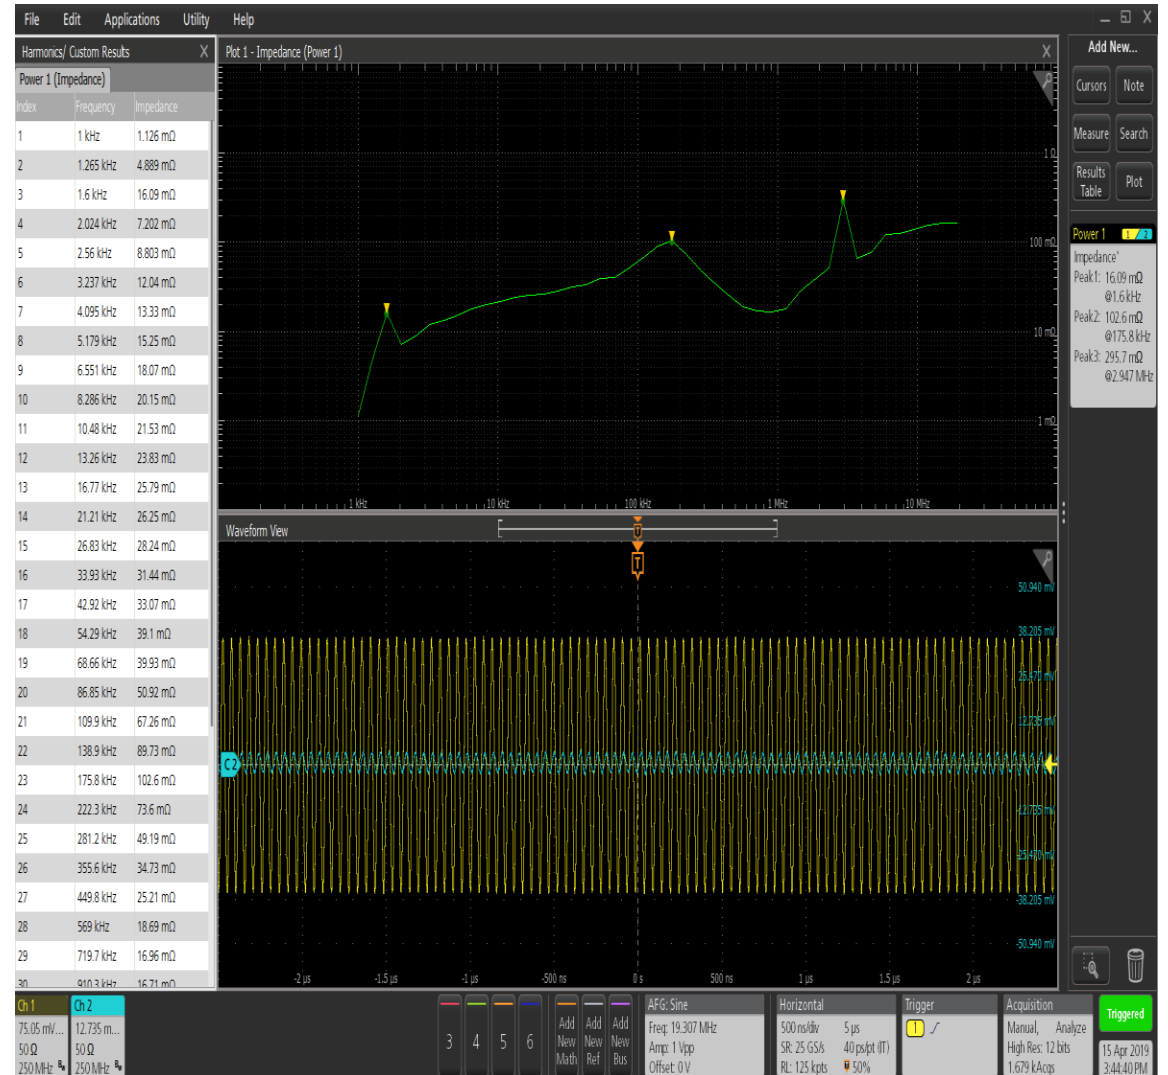 File Edit Applications Utility Help
Harmonics/ Custom Results X
Power 1 (Impedance)
Index Frequency Impedance
1 1 kHz 1.126 mΩ
2 1.265 kHz 4.889 mΩ
3 1.6 kHz 16.09 mΩ
4 2.024 kHz 7.202 mΩ
5 2.56 kHz 8.803 mΩ
6 3.237 kHz 12.04 mΩ
7 4.095 kHz 13.33 mΩ
8 5.179 kHz 15.25 mΩ
9 6.551 kHz 18.07 mΩ
10 8.286 kHz 20.15 mΩ
11 10.48 kHz 21.53 mΩ
12 13.26 kHz 23.83 mΩ
13 16.77 kHz 25.79 mΩ
14 21.21 kHz 26.25 mΩ
15 26.83 kHz 28.24 mΩ
16 33.93 kHz 31.44 mΩ
17 42.92 kHz 33.07 mΩ
18 54.29 kHz 39.1 mΩ
19 68.66 kHz 39.93 mΩ
20 86.85 kHz 50.92 mΩ
21 109.9 kHz 67.26 mΩ
22 138.9 kHz 89.73 mΩ
23 175.8 kHz 102.6 mΩ
24 222.3 kHz 73.6 mΩ
25 281.2 kHz 49.19 mΩ
26 355.6 kHz 34.73 mΩ
27 449.8 kHz 25.21 mΩ
28 569 kHz 18.69 mΩ
29 719.7 kHz 16.96 mΩ
30 910.3 kHz 16.71 mΩ
Plot 1 - Impedance (Power 1) X
1 Ω
100 mΩ
10 mΩ
1 mΩ
1 kHz 10 kHz 100 kHz 1 MHz 10 MHz
Waveform View
T
T
50.940 mV
38.205 mV
25.470 mV
12.735 mV
C2
-12.735 mV
-25.470 mV
-38.205 mV
-50.940 mV
-2 µs -1.5 µs -1 µs -500 ns 0 s 500 ns 1 µs 1.5 µs 2 µs
Add New...
Cursors Note
Measure Search
Results
Table
Plot
Power 1 1 2
Impedance'
Peak1: 16.09 mΩ
@1.6 kHz
Peak2: 102.6 mΩ
@175.8 kHz
Peak3: 295.7 mΩ
@2.947 MHz
Ch 1
75.05 mV...
50 Ω
250 MHz
Ch 2
12.735 m...
50 Ω
250 MHz
3 4 5 6
Add
New
Math
Add
New
Ref
Add
New
Bus
AFG: Sine
Freq: 19.307 MHz
Amp: 1 Vpp
Offset: 0 V
Horizontal
500 ns/div 5 µs
SR: 25 GS/s 40 ps/pt (IT)
RL: 125 kpts 50%
Trigger
1
Acquisition
Manual, Analyze
High Res: 12 bits
1.679 kAcqs
Triggered
15 Apr 2019
3:44:40 PM